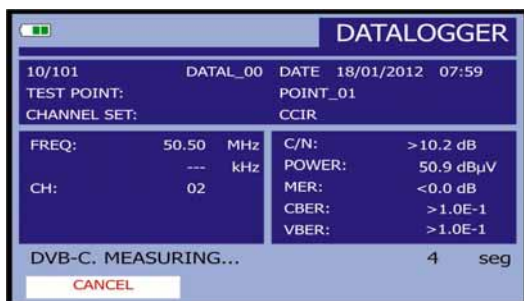 DATALOGGER
10/101 DATAL_00 DATE 18/01/2012 07:59
TEST POINT: POINT_01
CHANNEL SET: CCIR
FREQ: 50.50 MHz
--- kHz
CH: 02
C/N: >10.2 dB
POWER: 50.9 dBµV
MER: <0.0 dB
CBER: >1.0E-1
VBER: >1.0E-1
DVB-C. MEASURING... 4 seg
CANCEL